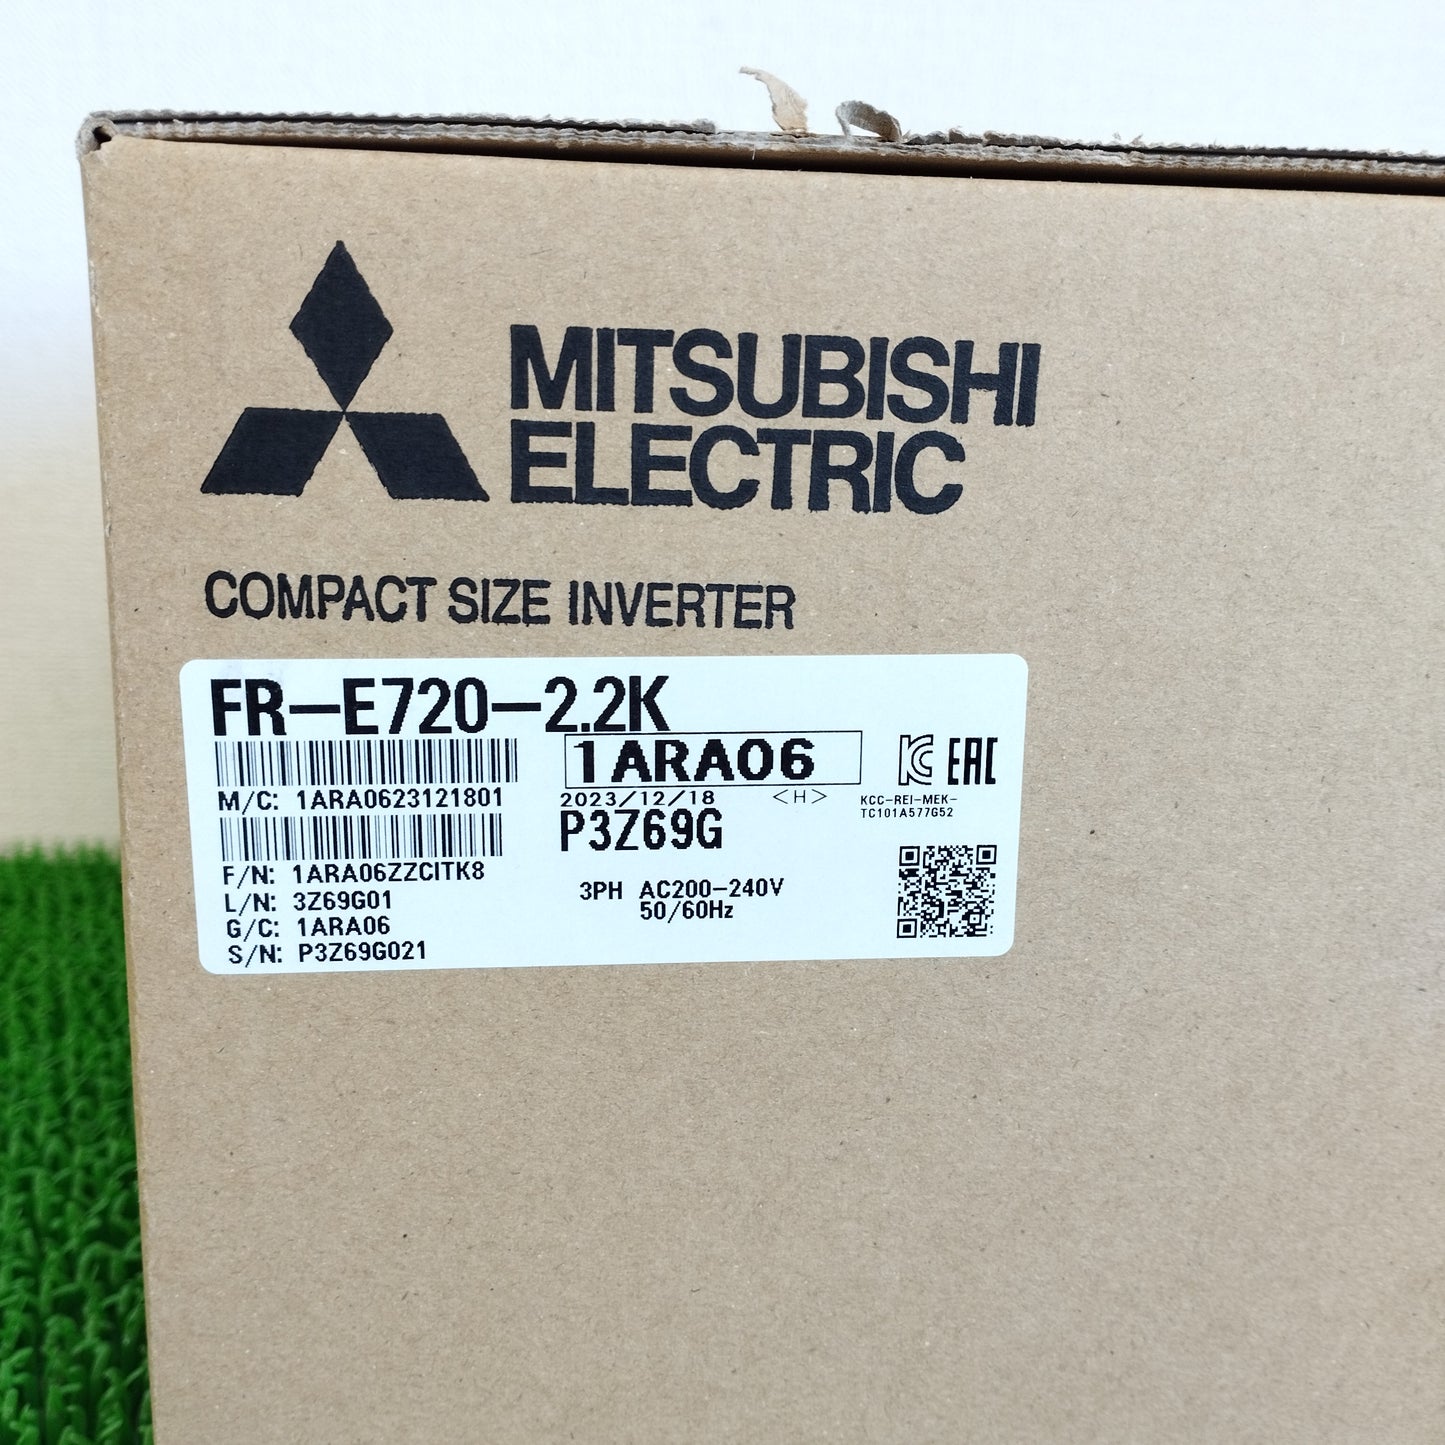 MITSUBISHI
ELECTRIC
COMPACT SIZE INVERTER
FR-E720-2.2K
1ARA06
M/C: 1ARA0623121801
2023/12/18 <H>
KCC-REI-MEK-
TC101A577G52
P3Z69G
F/N: 1ARA06ZZCITK8
L/N: 3Z69G01
G/C: 1ARA06
S/N: P3Z69G021
3PH AC200-240V
50/60Hz
EAC